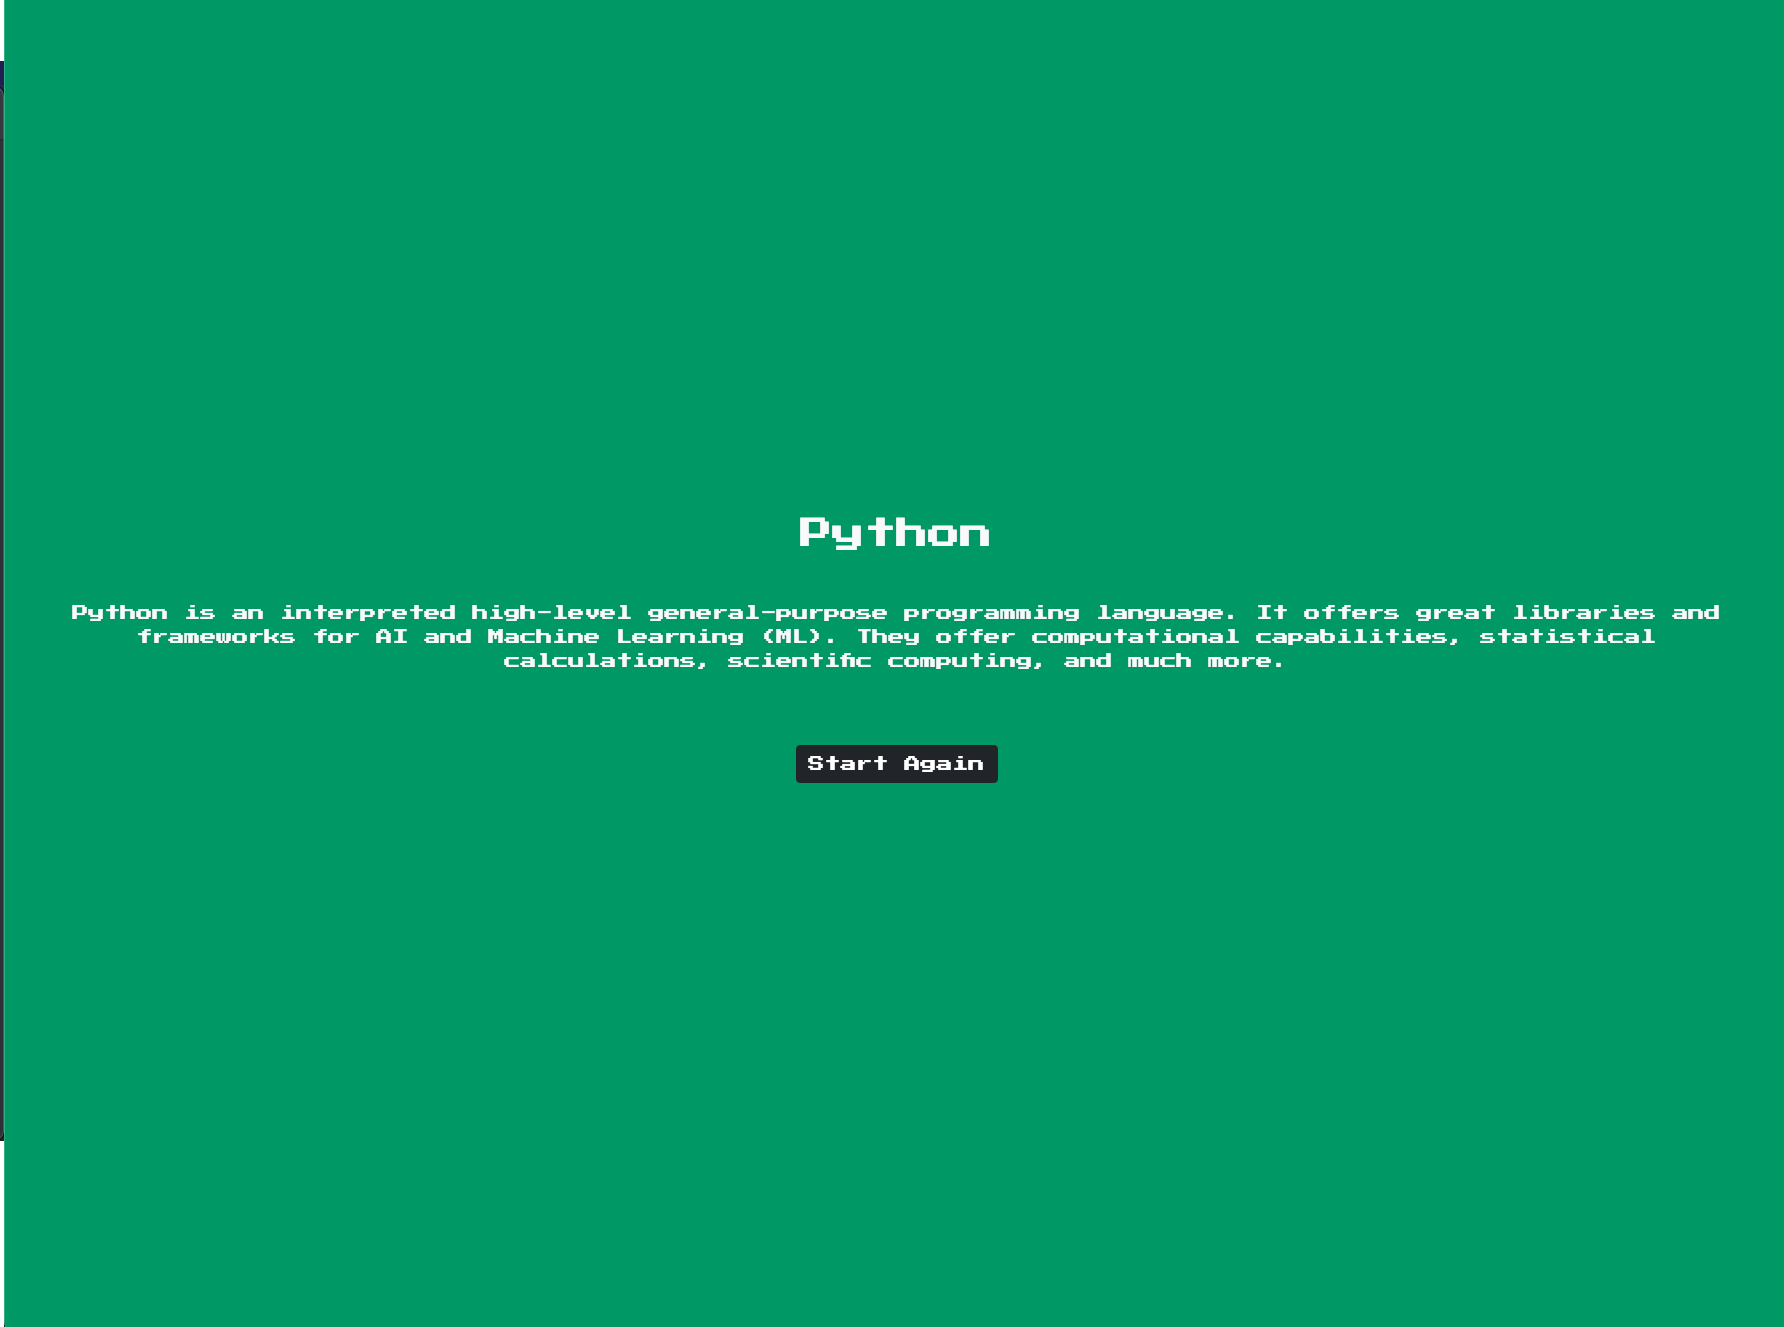 Python
Python is an interpreted high-level general-purpose programming language. It offers great libraries and
frameworks for AI and Machine Learning (ML). They offer computational capabilities, statistical
calculations, scientific computing, and much more.
Start Again